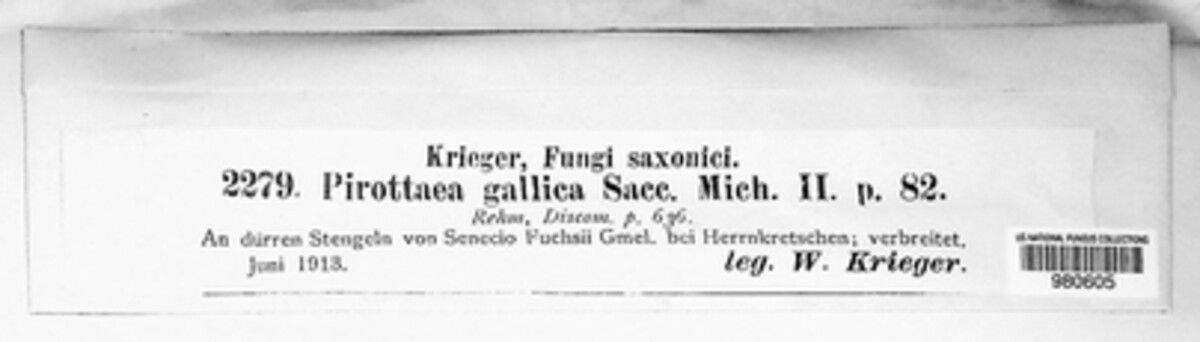 Krieger, Fungi saxonici.
2279. Pirottaea gallica Sacc. Mich. II. p. 82.
Rehm, Discom. p. 636.
An dürren Stengeln von Senecio Fuchsii Gmel. bei Herrnkretschen; verbreitet,
Juni 1913.
leg. W. Krieger.
US NATIONAL FUNGUS COLLECTIONS
980605